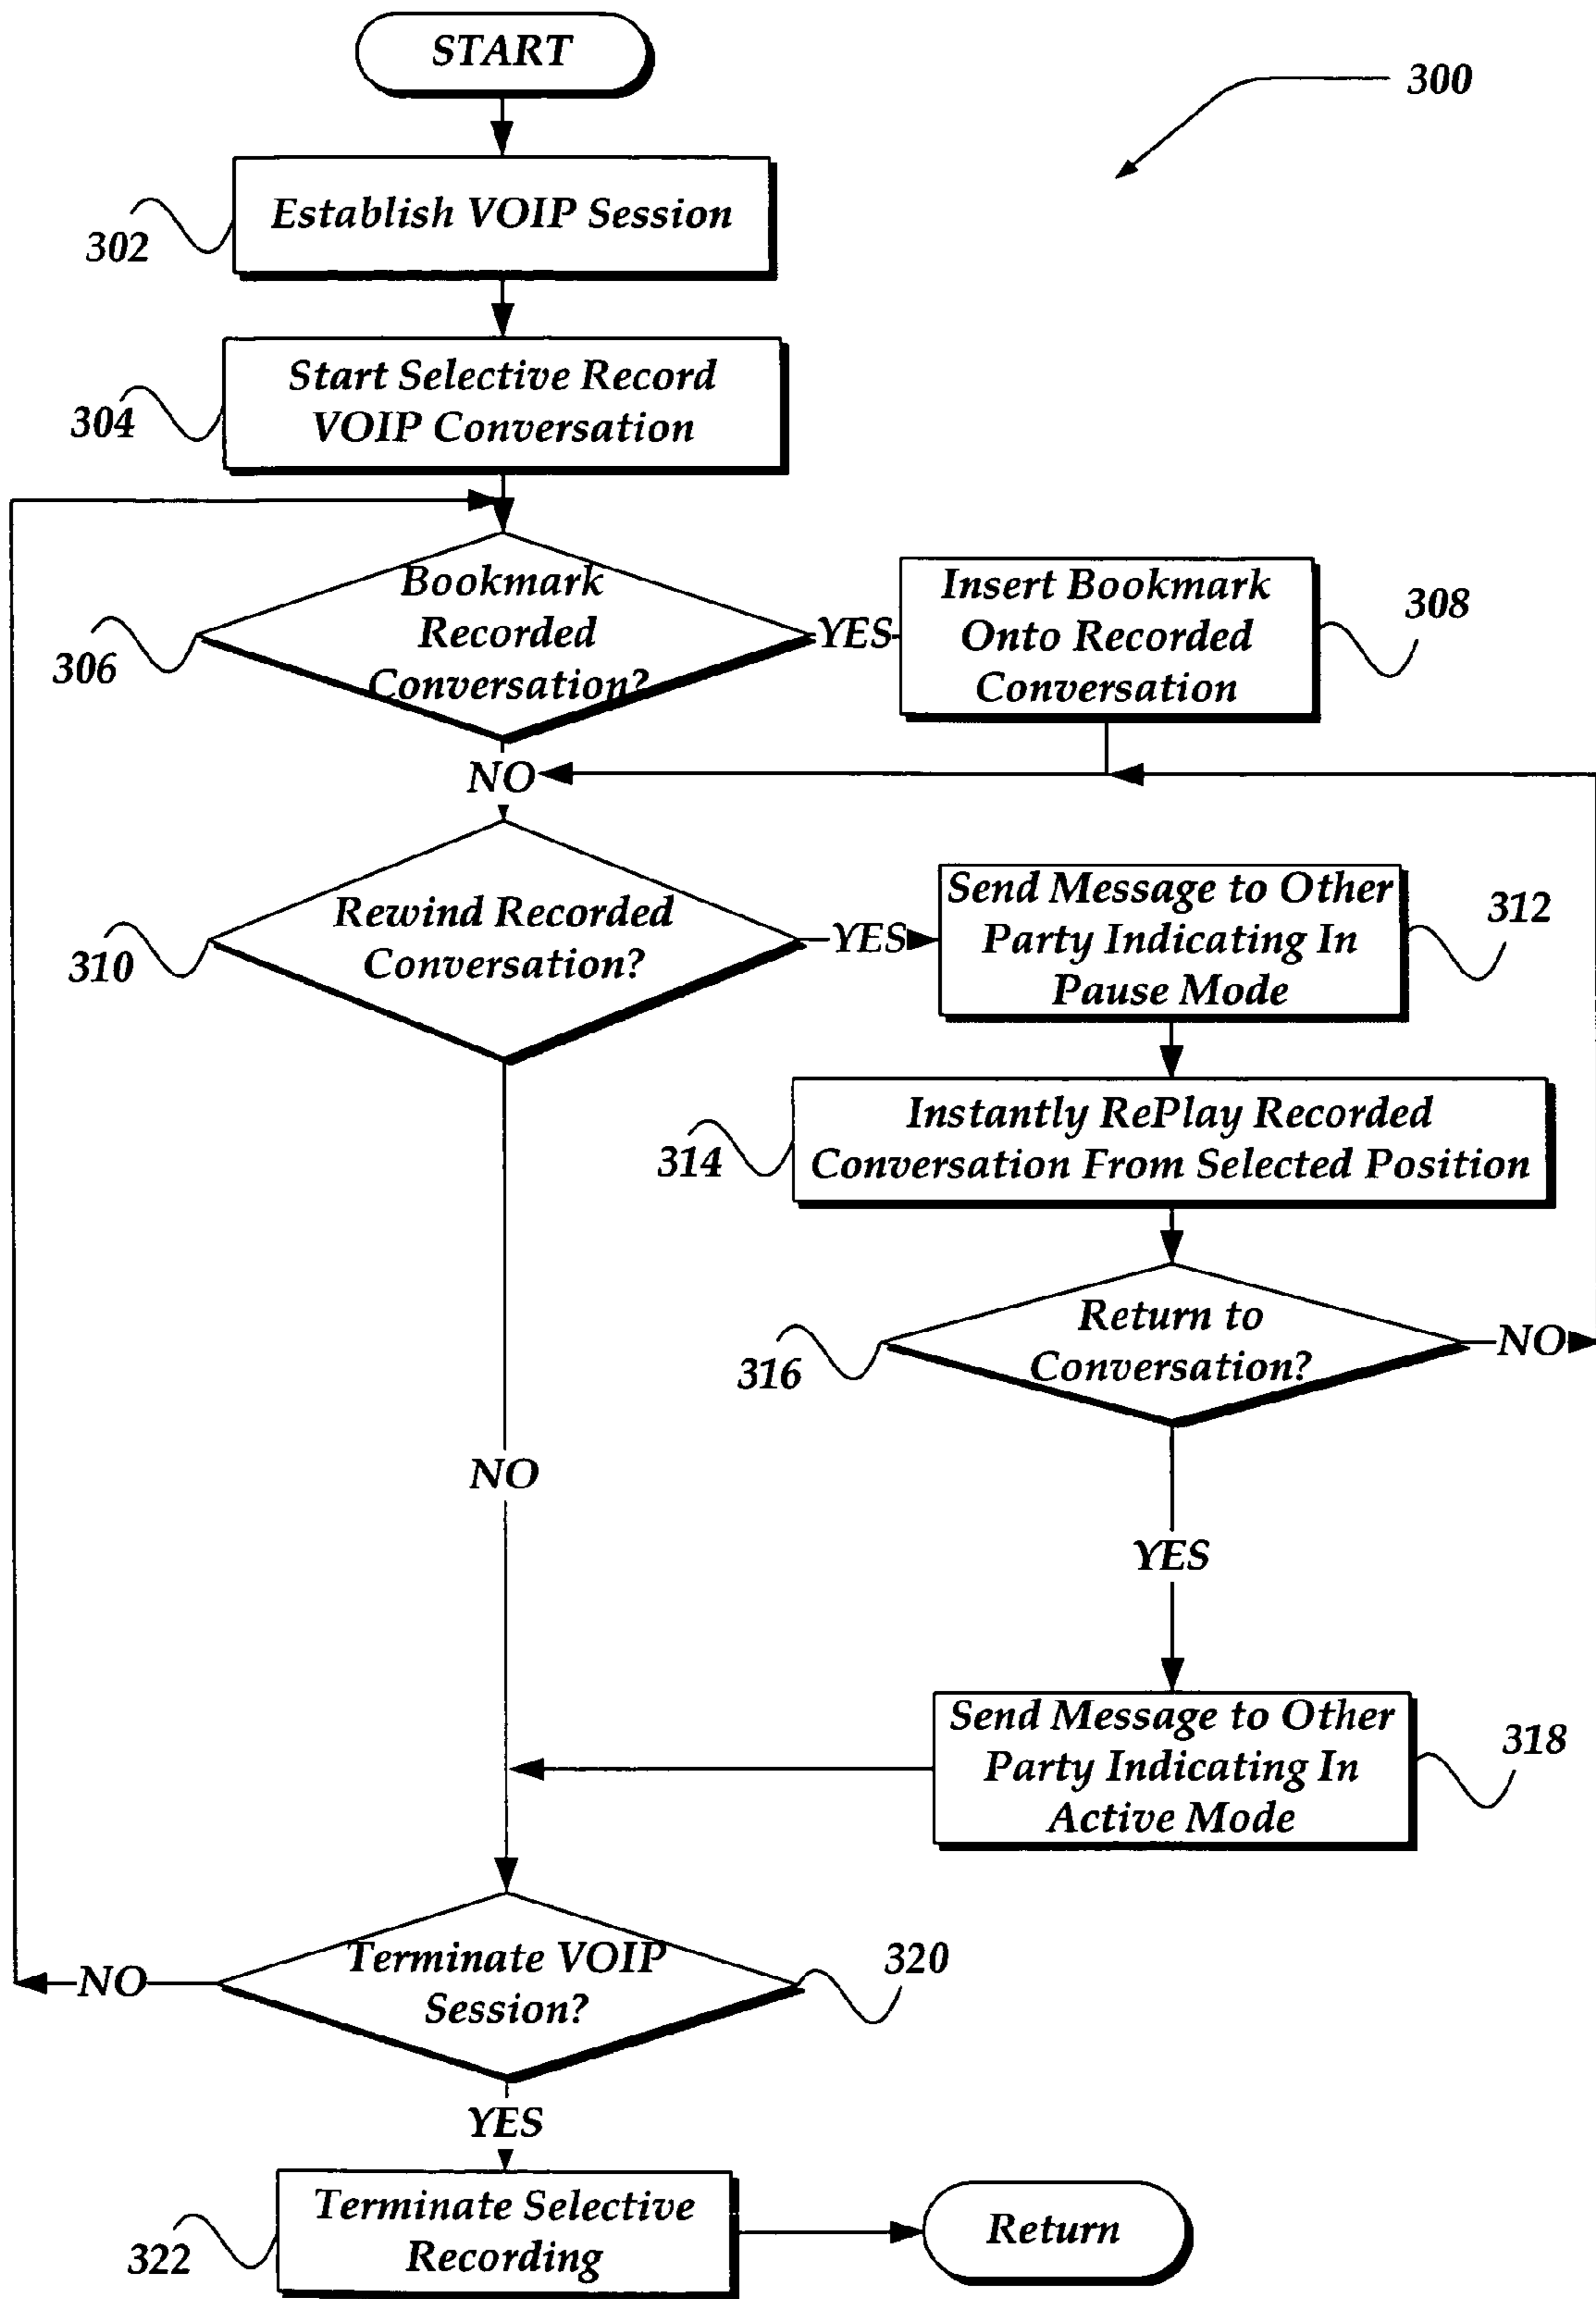 START
300
Establish VOIP Session
302
Start Selective Record
VOIP Conversation
304
Bookmark
Recorded
Conversation?
306
YES
Insert Bookmark
Onto Recorded
Conversation
308
NO
Rewind Recorded
Conversation?
310
YES
Send Message to Other
Party Indicating In
Pause Mode
312
Instantly RePlay Recorded
Conversation From Selected Position
314
Return to
Conversation?
316
NO
NO
YES
Send Message to Other
Party Indicating In
Active Mode
318
Terminate VOIP
Session?
320
NO
YES
Terminate Selective
Recording
322
Return